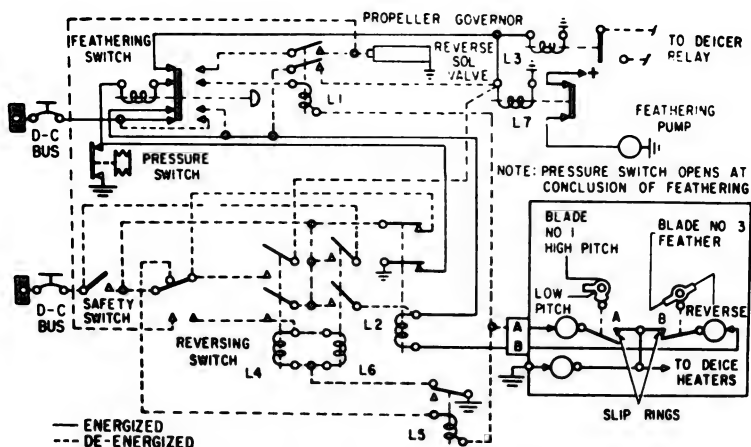 PROPELLER GOVERNOR
FEATHERING
SWITCH
REVERSE
SOL
VALVE
L3
TO DEICER
RELAY
L1
+
L7
FEATHERING
PUMP
D-C
BUS
PRESSURE
SWITCH
NOTE: PRESSURE SWITCH OPENS AT
CONCLUSION OF FEATHERING
BLADE
NO 1
HIGH PITCH
BLADE NO 3
FEATHER
LOW
PITCH
A
B
REVERSE
D-C
BUS
SAFETY
SWITCH
REVERSING
SWITCH
L2
L4
L6
A
B
TO DEICE
HEATERS
SLIP RINGS
L5
ENERGIZED
DE-ENERGIZED